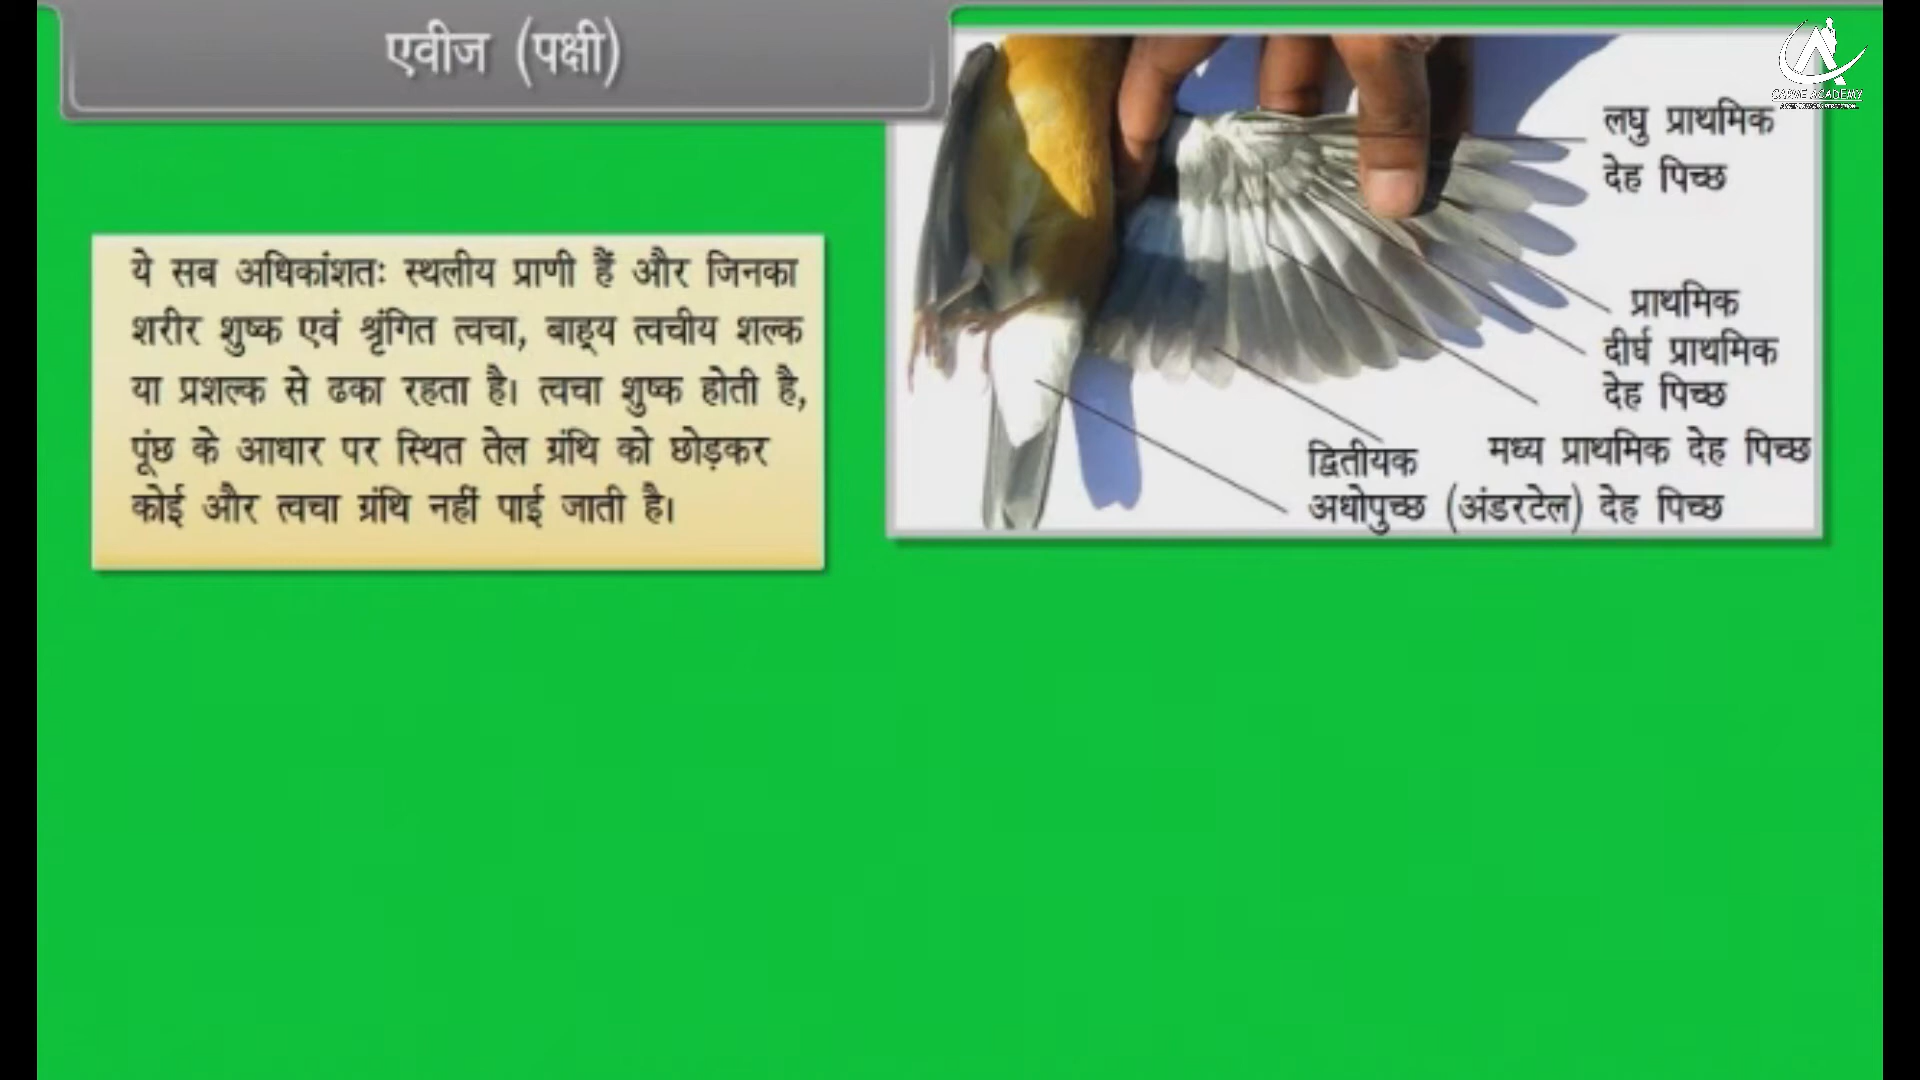 एवीज (पक्षी)
ये सब अधिकांशतः स्थलीय प्राणी हैं और जिनका
शरीर शुष्क एवं श्रृंगित त्वचा, बाह्य त्वचीय शल्क
या प्रशल्क से ढका रहता है। त्वचा शुष्क होती है,
पूंछ के आधार पर स्थित तेल ग्रंथि को छोड़कर
कोई और त्वचा ग्रंथि नहीं पाई जाती है।
लघु प्राथमिक
देह पिच्छ
प्राथमिक
दीर्घ प्राथमिक
देह पिच्छ
मध्य प्राथमिक देह पिच्छ
द्वितीयक
अधोपुच्छ (अंडरटेल) देह पिच्छ
ACADEMY